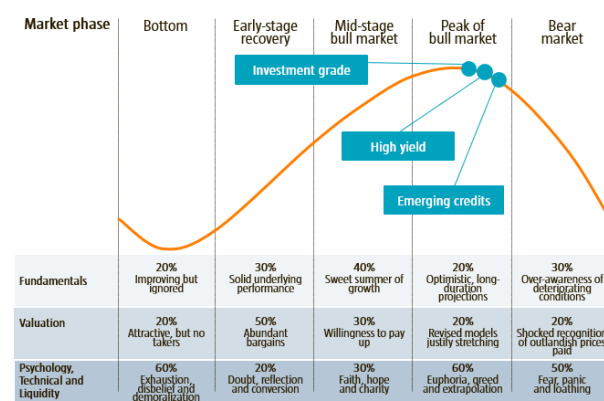 Market phase
Bottom
Early-stage
recovery
Mid-stage
bull market
Peak of
bull market
Bear
market
Investment grade
High yield
Emerging credits
Fundamentals
20%
Improving but
ignored
30%
Solid underlying
performance
40%
Sweet summer of
growth
20%
Optimistic, long-
duration
projections
30%
Over-awareness of
deteriorating
conditions
Valuation
20%
Attractive, but no
takers
50%
Abundant
bargains
30%
Willingness to pay
up
20%
Revised models
justify stretching
20%
Shocked recognition
of outlandish prices
paid
Psychology,
Technical and
Liquidity
60%
Exhaustion,
disbelief and
demoralization
20%
Doubt, reflection
and conversion
30%
Faith, hope
and charity
60%
Euphoria, greed
and extrapolation
50%
Fear, panic
and loathing